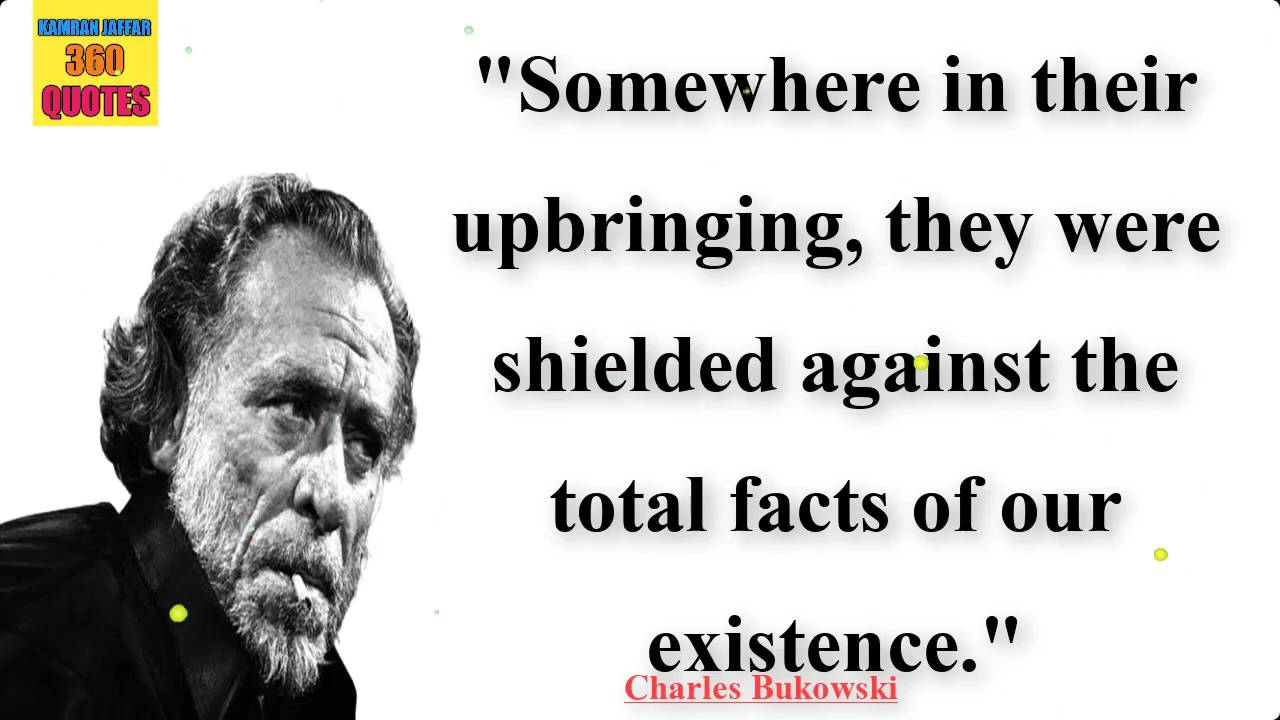 KAMRAN JAFFAR
360
QUOTES
"Somewhere in their
upbringing, they were
shielded against the
total facts of our
existence."
Charles Bukowski